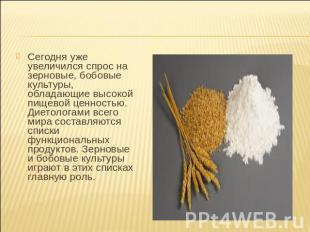 Сегодня уже
увеличился спрос на
зерновые, бобовые
культуры,
обладающие высокой
пищевой ценностью.
Диетологами всего
мира составляются
списки
функциональных
продуктов. Зерновые
и бобовые культуры
играют в этих списках
главную роль.
PPt4WEB.ru